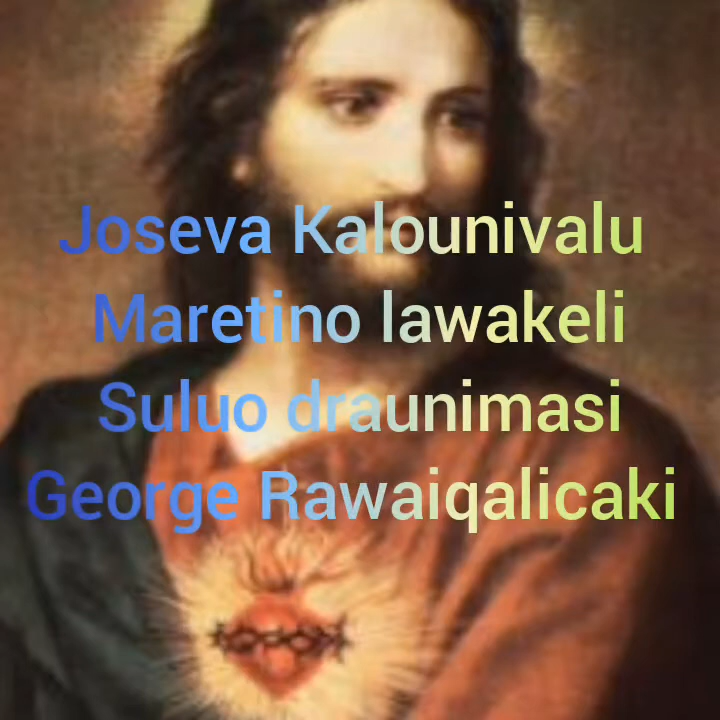 Joseva Kalounivalu
Maretino lawakeli
Suluo draunimasi
George Rawaiqalicaki